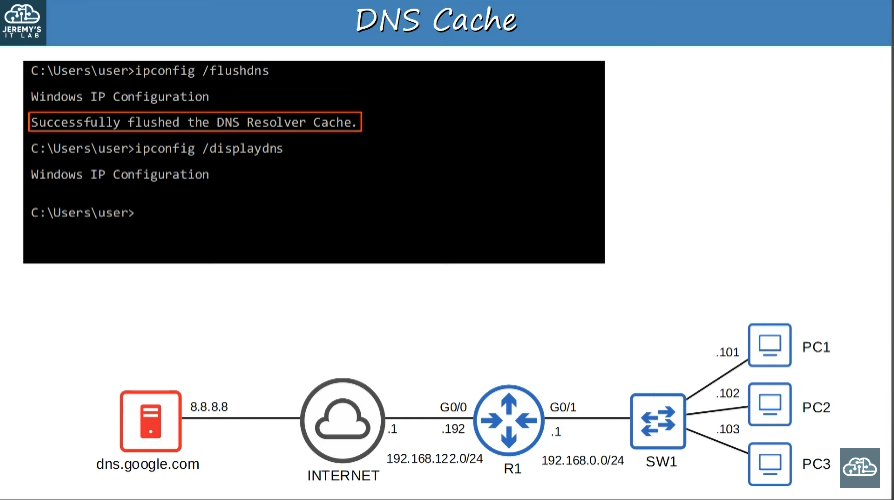 JEREMY'S
IT LAB
DNS Cache
C:\Users\user>ipconfig /flushdns
Windows IP Configuration
Successfully flushed the DNS Resolver Cache.
C:\Users\user>ipconfig /displaydns
Windows IP Configuration
C:\Users\user>
.101
PC1
.102
PC2
.103
PC3
8.8.8.8
G0/0
G0/1
.1
.192
.1
192.168.122.0/24
192.168.0.0/24
dns.google.com
INTERNET
R1
SW1